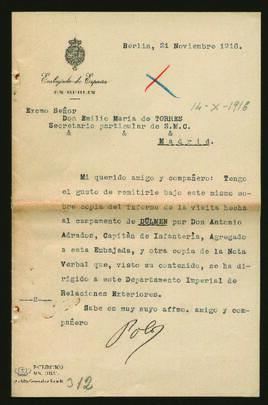 Berlin, 21 Noviembre 1916.
Embajada de España
EN BERLIN
Excmo Señor
14-X-1916
Don Emilio Maria de TORRES
Secretario particular de S.M.C.
& & &
Madrid.
Mi querido amigo y compañero: Tengo
el gusto de remitirle bajo este mismo so-
bre copia del informe de la visita hecha
al campamento de DÜLMEN por Don Antonio
Adrados, Capitán de Infantería, Agregado
a esta Embajada, y otra copia de la Nota
Verbal que, visto su contenido, se ha di-
rigido a este Departamento Imperial de
Relaciones Exteriores.
Sabe es muy suyo affmo. amigo y com-
pañero
Polo
312